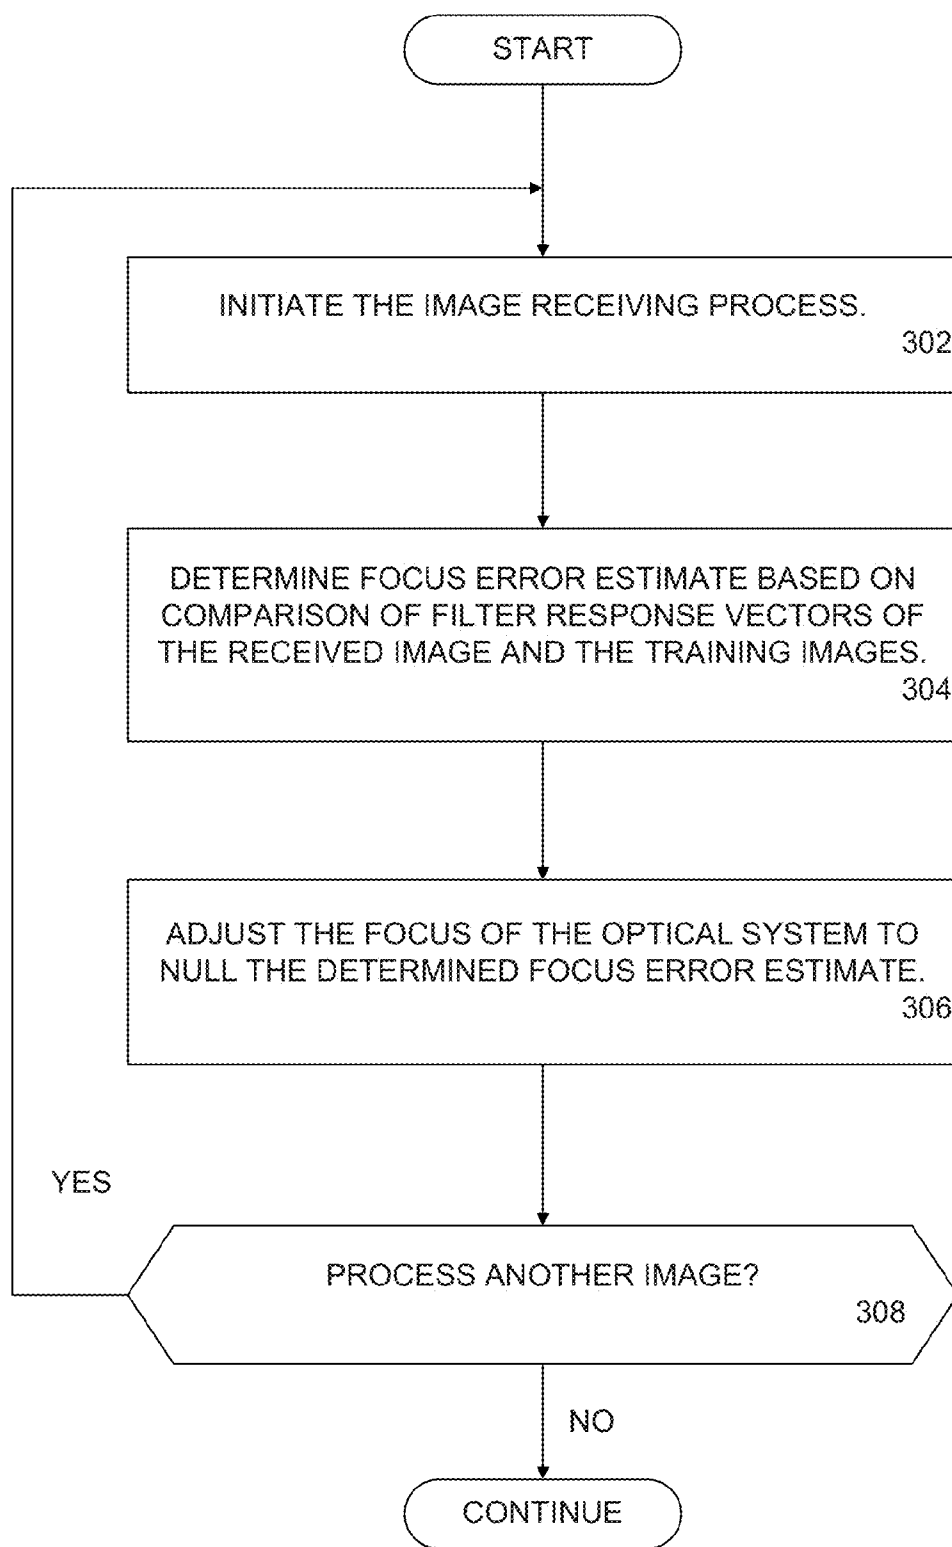 START
INITIATE THE IMAGE RECEIVING PROCESS.
302
DETERMINE FOCUS ERROR ESTIMATE BASED ON
COMPARISON OF FILTER RESPONSE VECTORS OF
THE RECEIVED IMAGE AND THE TRAINING IMAGES.
304
ADJUST THE FOCUS OF THE OPTICAL SYSTEM TO
NULL THE DETERMINED FOCUS ERROR ESTIMATE.
306
YES
PROCESS ANOTHER IMAGE?
308
NO
CONTINUE